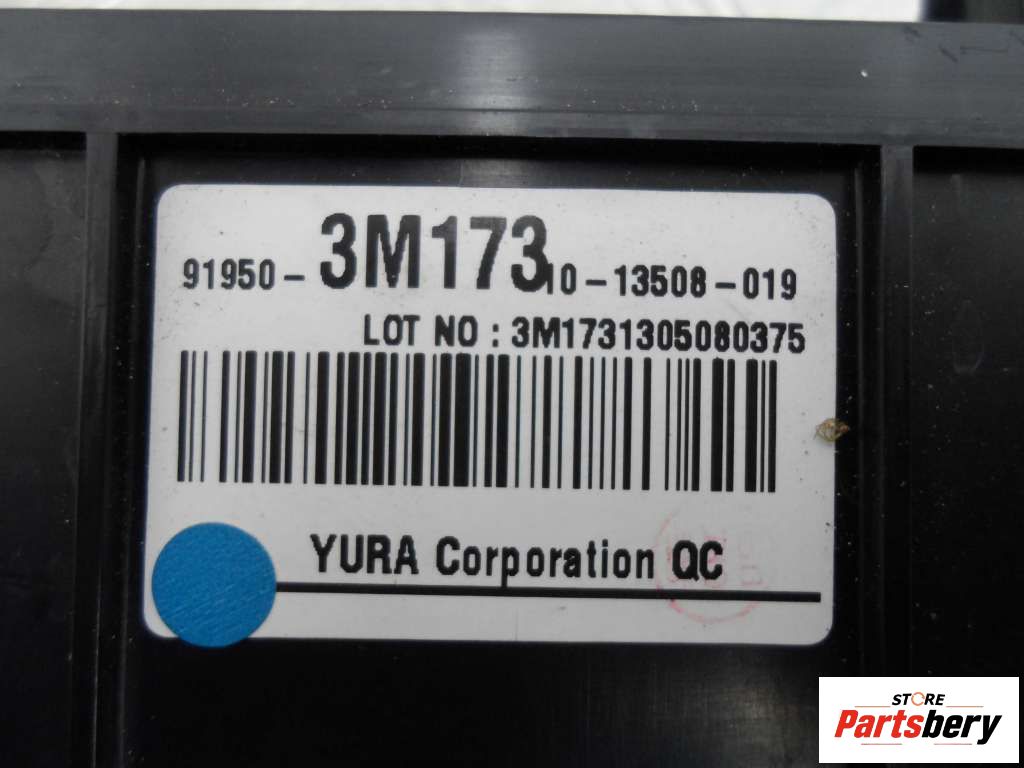 91950- 3M173 10-13508-019
LOT NO : 3M1731305080375
YURA Corporation QC
STORE
Partsbery